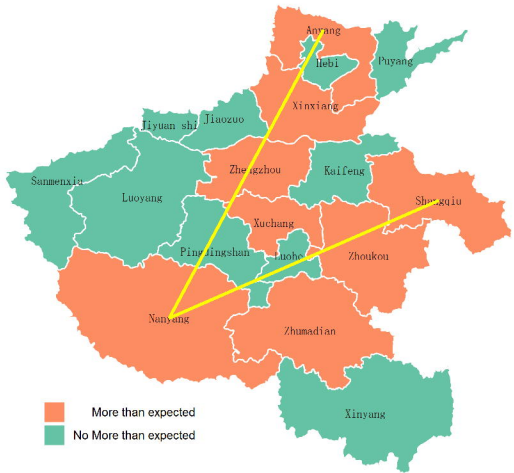 Anyang
Hebi
Puyang
Xinxiang
Jiyuan shi
Jiaozuo
Zhengzhou
Kaifeng
Sanmenxia
Luoyang
Shangqiu
Xuchang
Pingdingshan
Luohe
Zhoukou
Nanyang
Zhumadian
Xinyang
More than expected
No More than expected